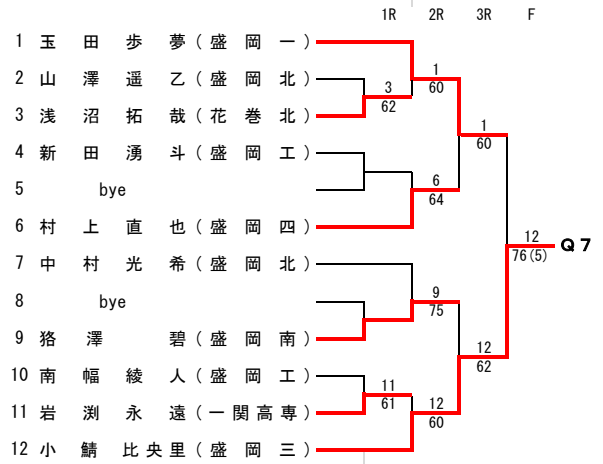 1R 2R 3R F
1 玉田歩夢(盛岡一)
2 山澤遥乙(盛岡北)
3 浅沼拓哉(花巻北)
4 新田湧斗(盛岡工)
5 bye
6 村上直也(盛岡四)
7 中村光希(盛岡北)
8 bye
9 狢澤碧(盛岡南)
10 南幅綾人(盛岡工)
11 岩渕永遠(一関高専)
12 小鯖比央里(盛岡三)
3
62
11
61
1
60
6
64
9
75
12
60
1
60
12
62
12
76(5)
Q7